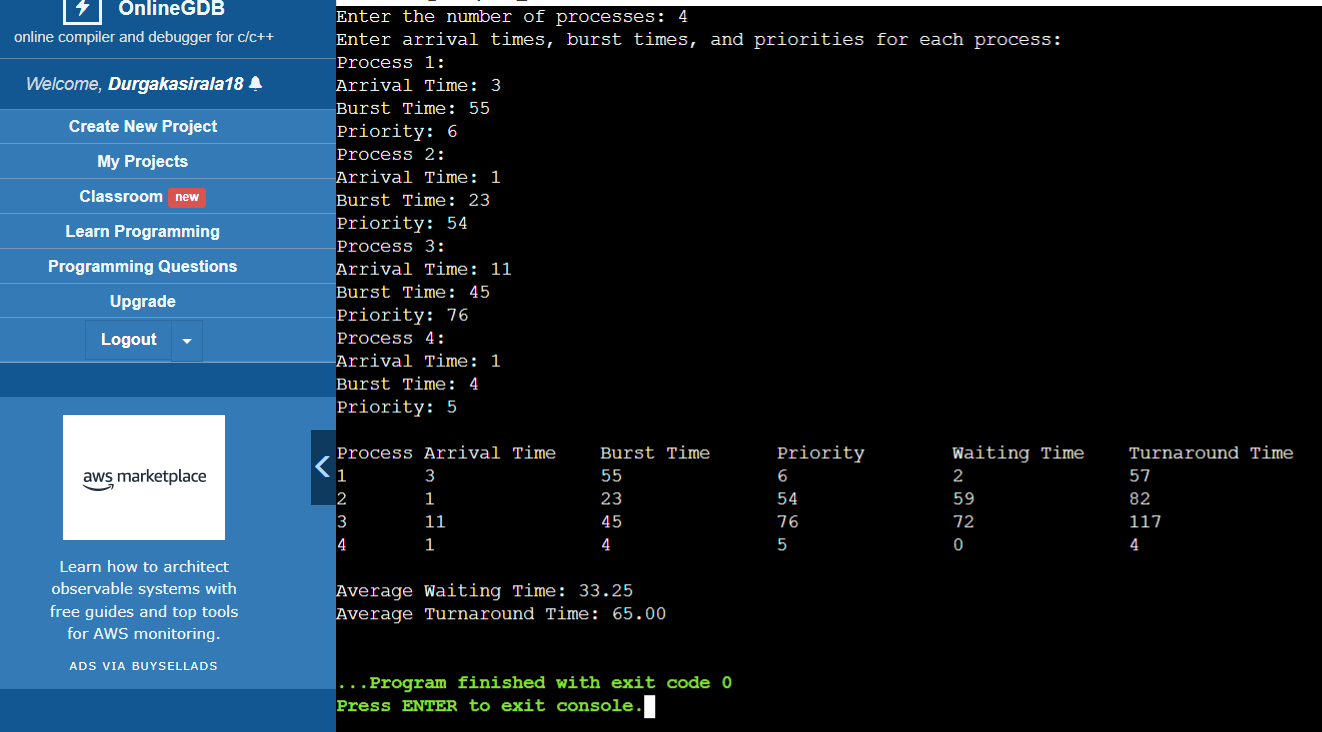 OnlineGDB
online compiler and debugger for c/c++
Welcome, Durgakasirala18
Create New Project
My Projects
Classroom new
Learn Programming
Programming Questions
Upgrade
Logout
aws marketplace
Learn how to architect
observable systems with
free guides and top tools
for AWS monitoring.
ADS VIA BUYSELLADS
Enter the number of processes: 4
Enter arrival times, burst times, and priorities for each process:
Process 1:
Arrival Time: 3
Burst Time: 55
Priority: 6
Process 2:
Arrival Time: 1
Burst Time: 23
Priority: 54
Process 3:
Arrival Time: 11
Burst Time: 45
Priority: 76
Process 4:
Arrival Time: 1
Burst Time: 4
Priority: 5
Process Arrival Time Burst Time Priority Waiting Time Turnaround Time
1 3 55 6 2 57
2 1 23 54 59 82
3 11 45 76 72 117
4 1 4 5 0 4
Average Waiting Time: 33.25
Average Turnaround Time: 65.00
...Program finished with exit code 0
Press ENTER to exit console.